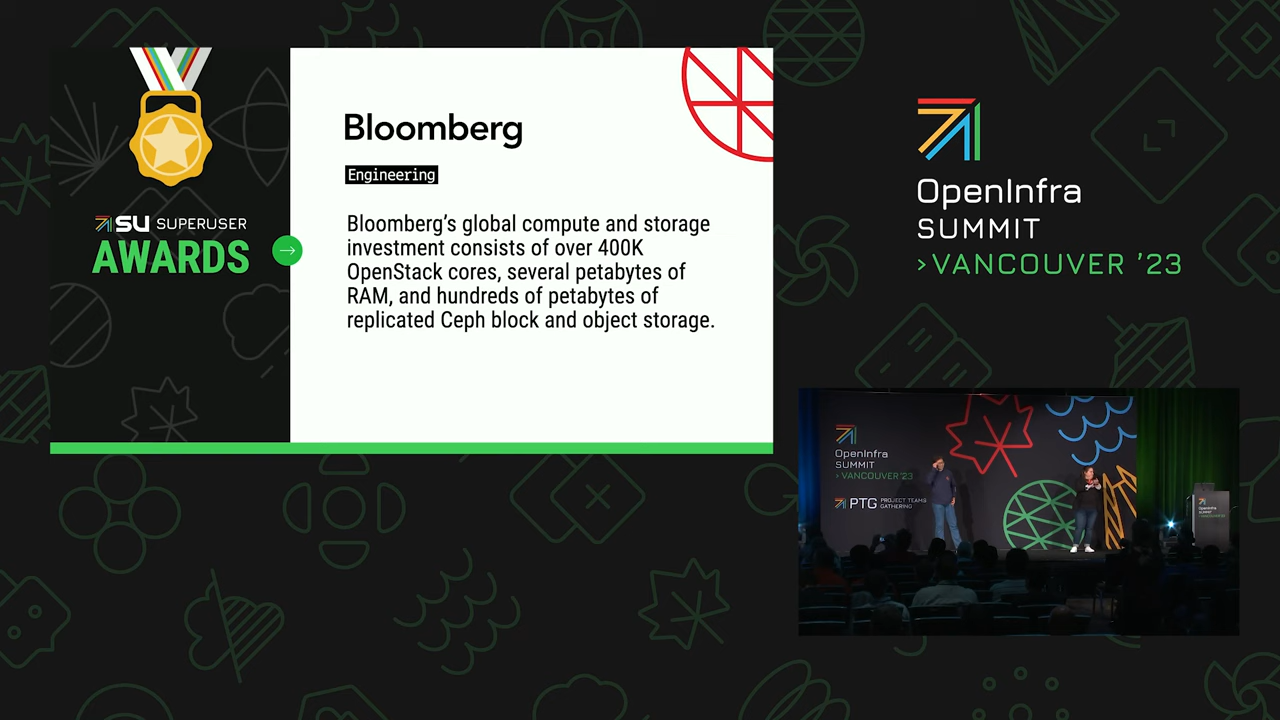 SU SUPERUSER
AWARDS
Bloomberg
Engineering
Bloomberg’s global compute and storage
investment consists of over 400K
OpenStack cores, several petabytes of
RAM, and hundreds of petabytes of
replicated Ceph block and object storage.
OpenInfra
SUMMIT
>VANCOUVER ’23
OpenInfra
SUMMIT
> VANCOUVER'23
PTG PROJECT TEAMS
GATHERING
OpenInfra
SUMMIT